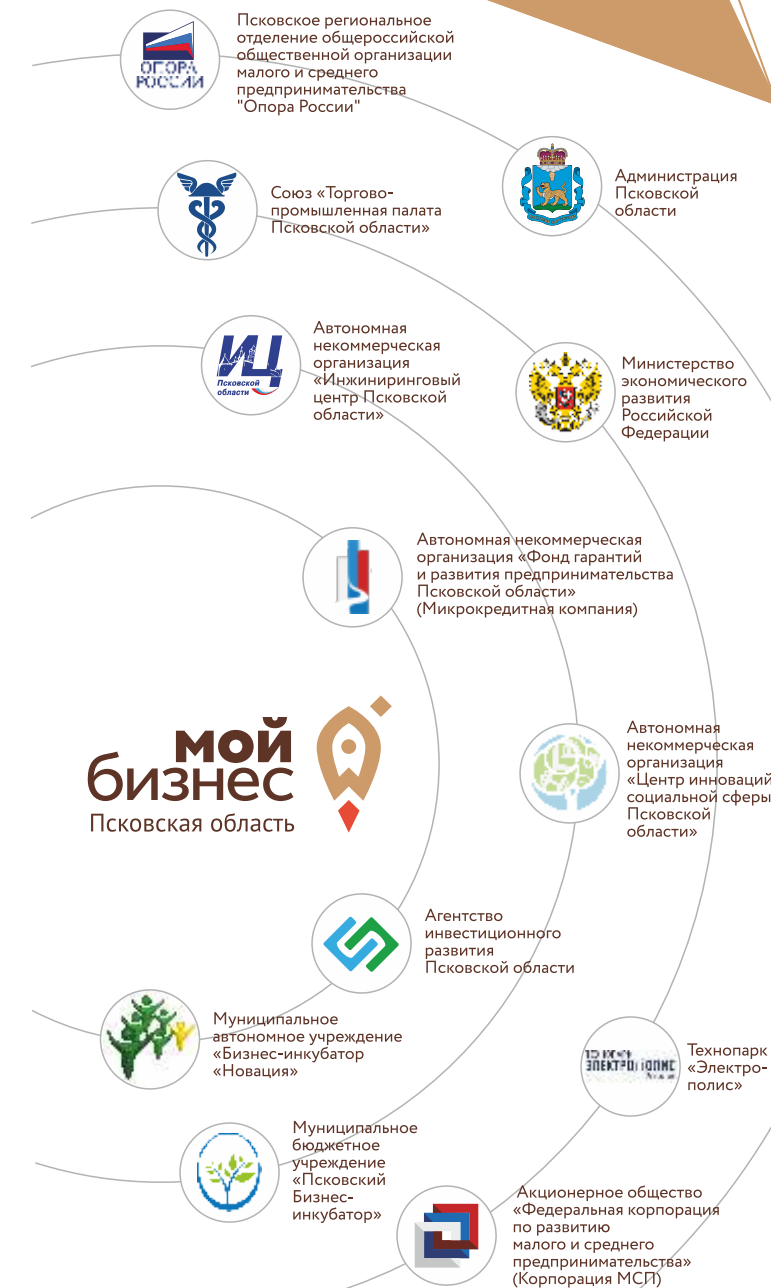 Псковское региональное
отделение общероссийской
общественной организации
малого и среднего
предпринимательства
"Опора России"
ОПОРА
РОССИИ
Администрация
Псковской
области
Союз «Торгово-
промышленная палата
Псковской области»
Автономная
некоммерческая
организация
«Инжиниринговый
центр Псковской
области»
ИЦ
Псковской
области
Министерство
экономического
развития
Российской
Федерации
Автономная некоммерческая
организация «Фонд гарантий
и развития предпринимательства
Псковской области»
(Микрокредитная компания)
мой
бизнес
Псковская область
Автономная
некоммерческая
организация
«Центр инноваций
социальной сферы
Псковской
области»
Агентство
инвестиционного
развития
Псковской области
Муниципальное
автономное учреждение
«Бизнес-инкубатор
«Новация»
Технопарк
«Электро-
полис»
Муниципальное
бюджетное
учреждение
«Псковский
Бизнес-
инкубатор»
Акционерное общество
«Федеральная корпорация
по развитию
малого и среднего
предпринимательства»
(Корпорация МСП)